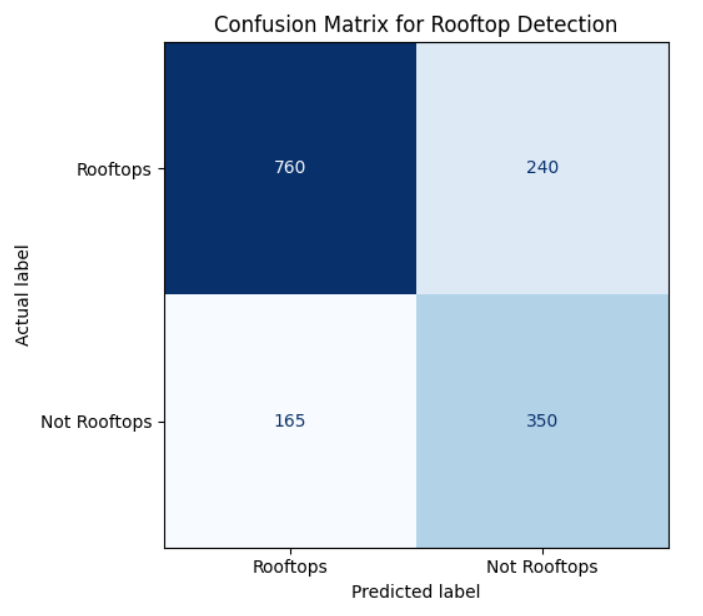 Confusion Matrix for Rooftop Detection
Actual label
Rooftops
760
240
Not Rooftops
165
350
Rooftops
Not Rooftops
Predicted label